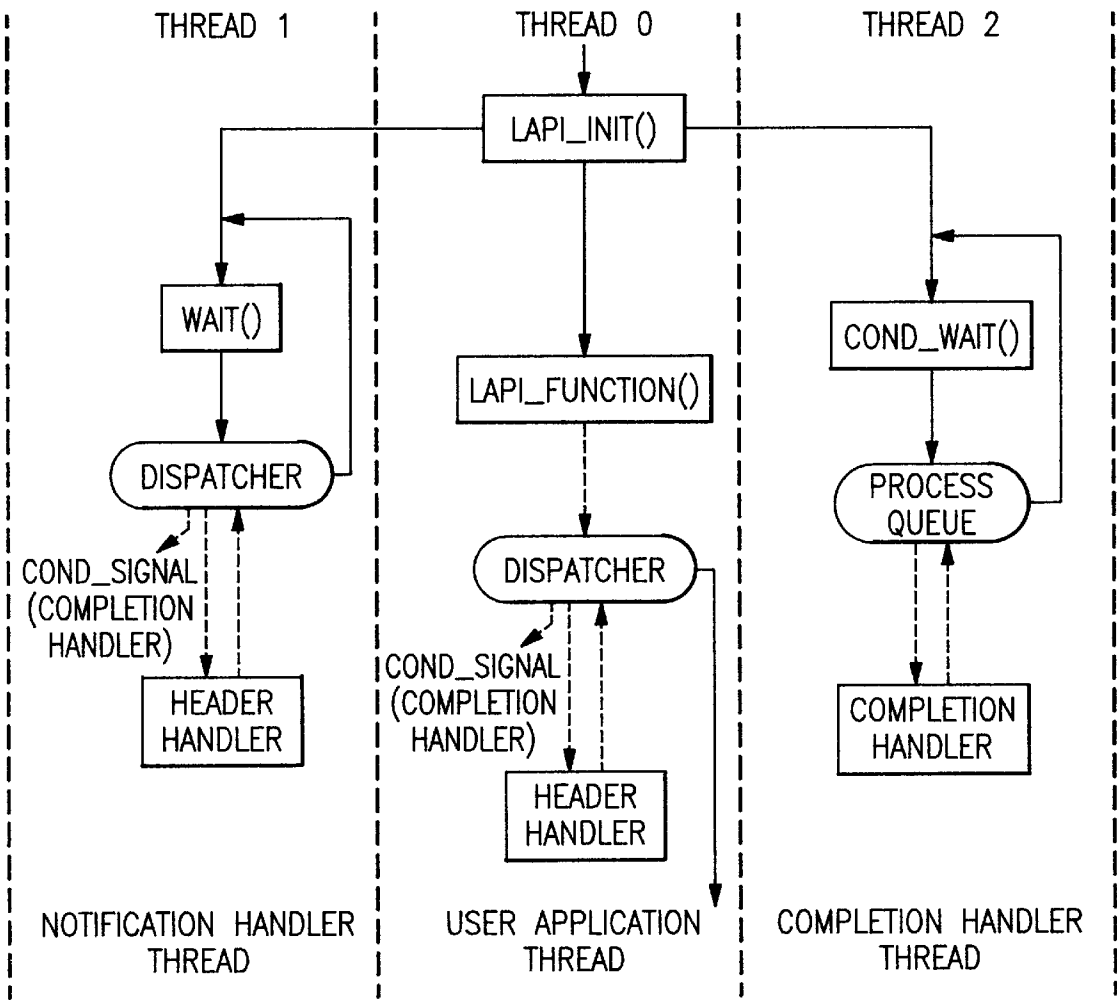 THREAD 1
THREAD 0
THREAD 2
LAPI_INIT()
WAIT()
COND_WAIT()
LAPI_FUNCTION()
DISPATCHER
PROCESS
QUEUE
DISPATCHER
COND_SIGNAL
(COMPLETION
HANDLER)
COND_SIGNAL
(COMPLETION
HANDLER)
HEADER
HANDLER
COMPLETION
HANDLER
HEADER
HANDLER
NOTIFICATION HANDLER
THREAD
USER APPLICATION
THREAD
COMPLETION HANDLER
THREAD